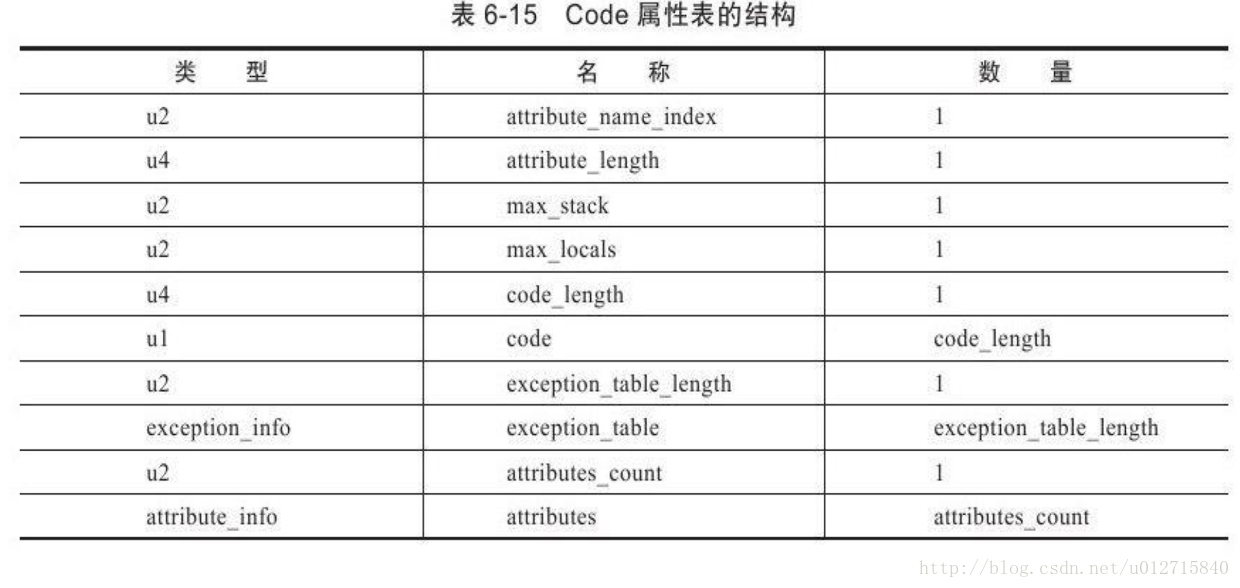 表 6-15 Code 属性表的结构
类 型 名 称 数 量
u2 attribute_name_index 1
u4 attribute_length 1
u2 max_stack 1
u2 max_locals 1
u4 code_length 1
u1 code code_length
u2 exception_table_length 1
exception_info exception_table exception_table_length
u2 attributes_count 1
attribute_info attributes attributes_count
http://blog.csdn.net/u012715840